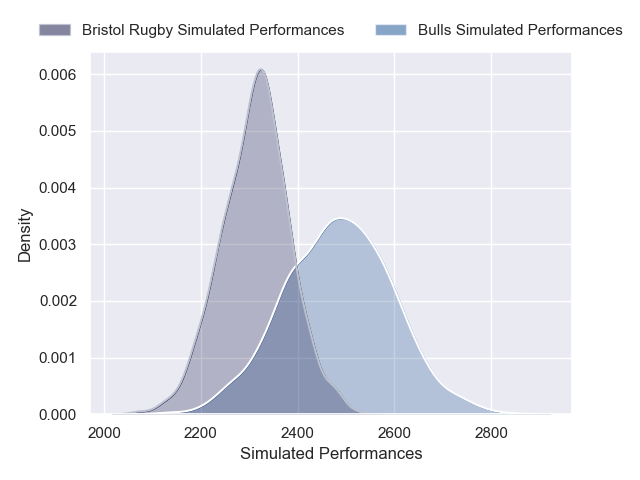 Bristol Rugby Simulated Performances Bulls Simulated Performances
0.006
0.005
0.004
0.003
0.002
0.001
0.000
Density
2000 2200 2400 2600 2800
Simulated Performances